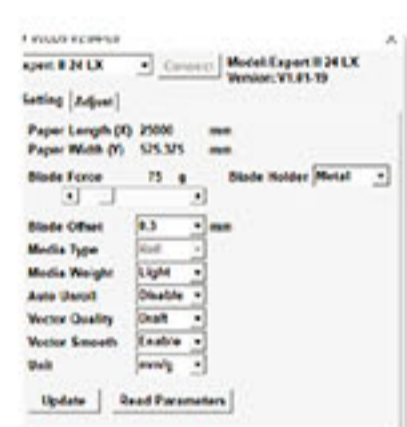 Expert II 24 LX Connect Model:Expert II 24 LX
Version: V1.01-19
Setting Adjust
Paper Length (X) 25000 mm
Paper Width (Y) 525.325 mm
Blade Force 75 g Blade Holder Metal
Blade Offset 0.3 mm
Media Type Roll
Media Weight Light
Auto Unroll Disable
Vector Quality Draft
Vector Smooth Enable
Unit mm/g
Update Read Parameters